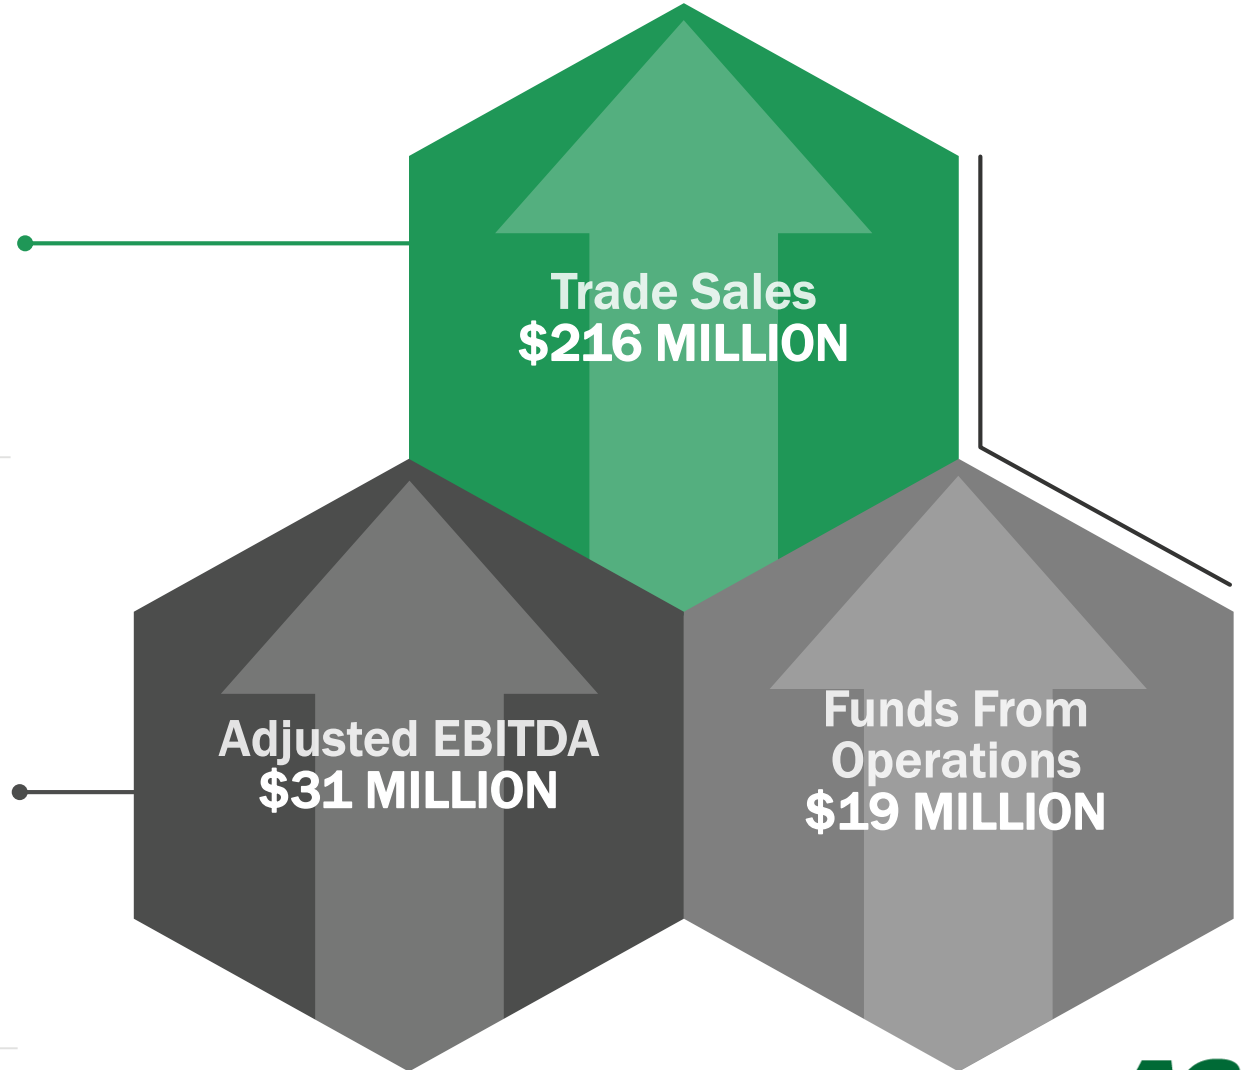 Trade Sales
$216 MILLION
Adjusted EBITDA
$31 MILLION
Funds From
Operations
$19 MILLION